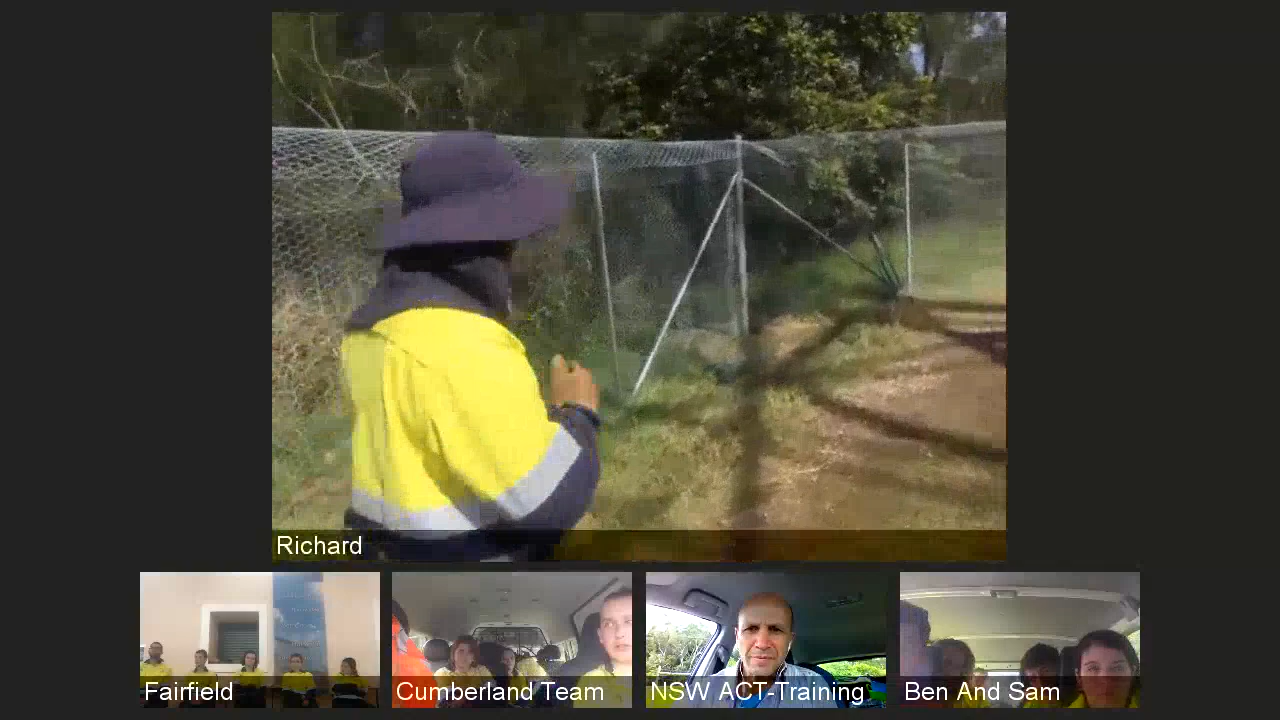 Richard
Fairfield
Cumberland Team
NSW ACT-Training
Ben And Sam